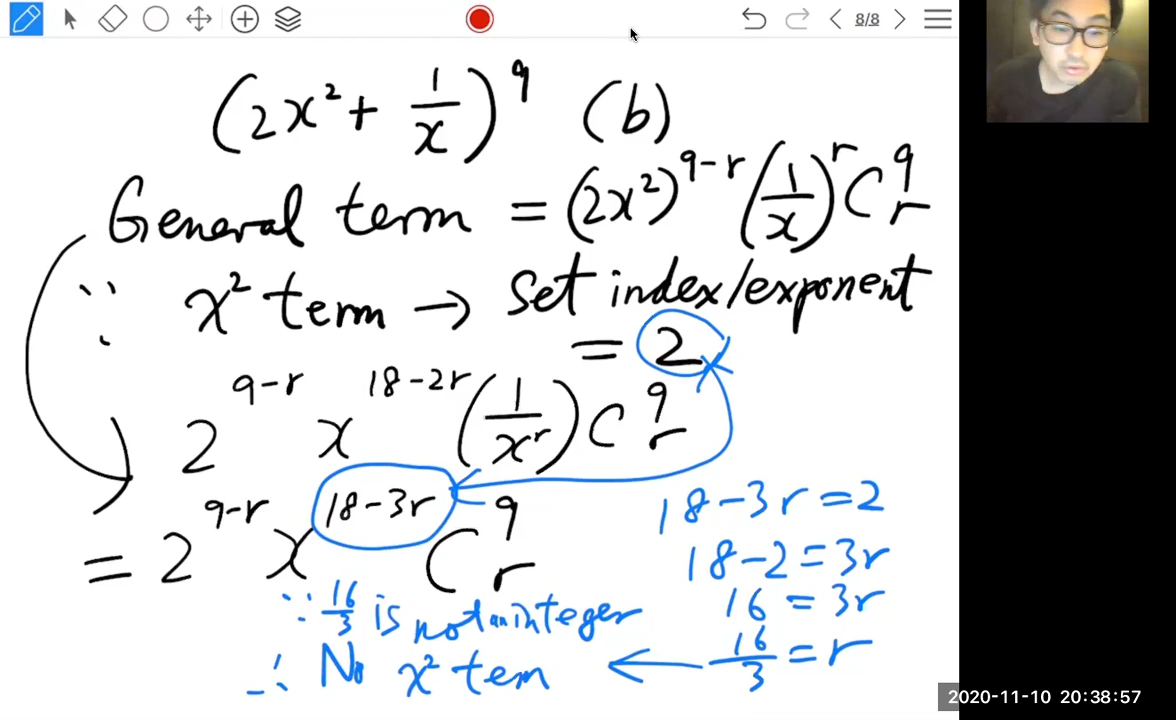 8/8
(2x² + 1/x)⁹ (b)
General term = (2x²)⁹⁻ʳ (1/x)ʳ C⁹ᵣ
∵ x² term → set index/exponent
= 2
2⁹⁻ʳ x¹⁸⁻²ʳ (1/xʳ) C⁹ᵣ
= 2⁹⁻ʳ x¹⁸⁻³ʳ C⁹ᵣ
18-3r = 2
18-2 = 3r
16 = 3r
16/3 = r
∵ 16/3 is not an integer
∴ No x² tem
2020-11-10 20:38:57